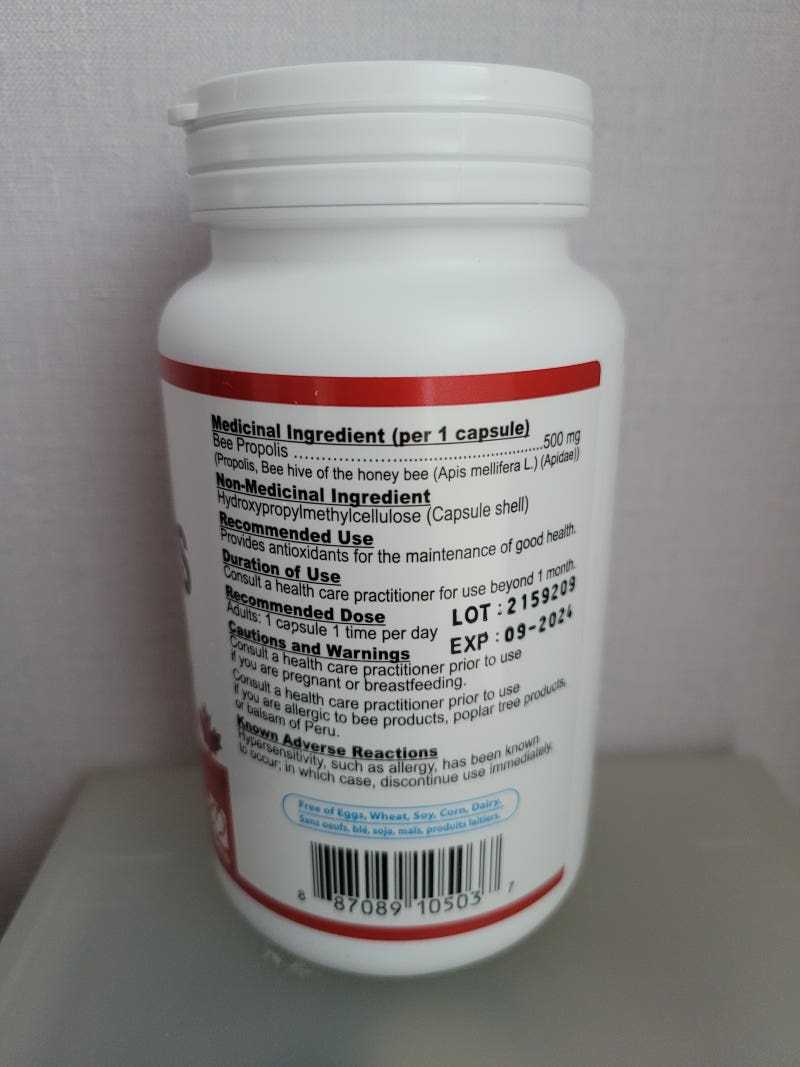 Medicinal Ingredient (per 1 capsule)
Bee Propolis ..............................................500 mg
(Propolis, Bee hive of the honey bee (Apis mellifera L.) (Apidae))
Non-Medicinal Ingredient
Hydroxypropylmethylcellulose (Capsule shell)
Recommended Use
Provides antioxidants for the maintenance of good health.
Duration of Use
Consult a health care practitioner for use beyond 1 month.
Recommended Dose
Adults: 1 capsule 1 time per day
LOT : 2159209
EXP : 09-2024
Cautions and Warnings
Consult a health care practitioner prior to use
if you are pregnant or breastfeeding.
Consult a health care practitioner prior to use
if you are allergic to bee products, poplar tree products,
or balsam of Peru.
Known Adverse Reactions
Hypersensitivity, such as allergy, has been known
to occur; in which case, discontinue use immediately.
Free of Eggs, Wheat, Soy, Corn, Dairy.
Sans oeufs, blé, soja, maïs, produits laitiers.
8 87089 10503 7